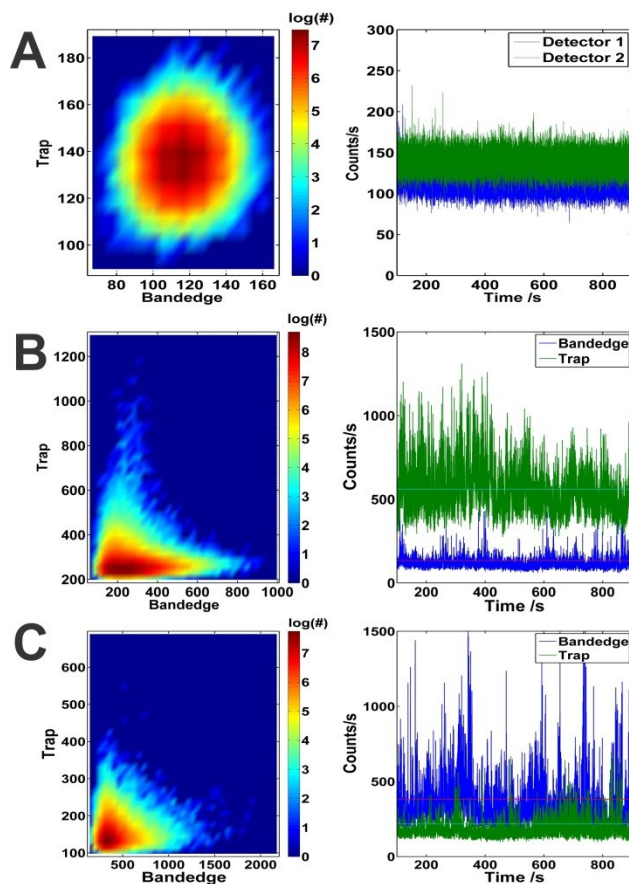 A
log(#)
180
160
140
120
100
Trap
80 100 120 140 160
Bandedge
7
6
5
4
3
2
1
0
300
250
200
150
100
50
0
Counts/s
Detector 1
Detector 2
200 400 600 800
Time /s
B
log(#)
1200
1000
800
600
400
200
Trap
200 400 600 800 1000
Bandedge
8
7
6
5
4
3
2
1
0
1500
1000
500
0
Counts/s
Bandedge
Trap
200 400 600 800
Time /s
C
log(#)
600
500
400
300
200
100
Trap
500 1000 1500 2000
Bandedge
7
6
5
4
3
2
1
0
1500
1000
500
0
Counts/s
Bandedge
Trap
200 400 600 800
Time /s